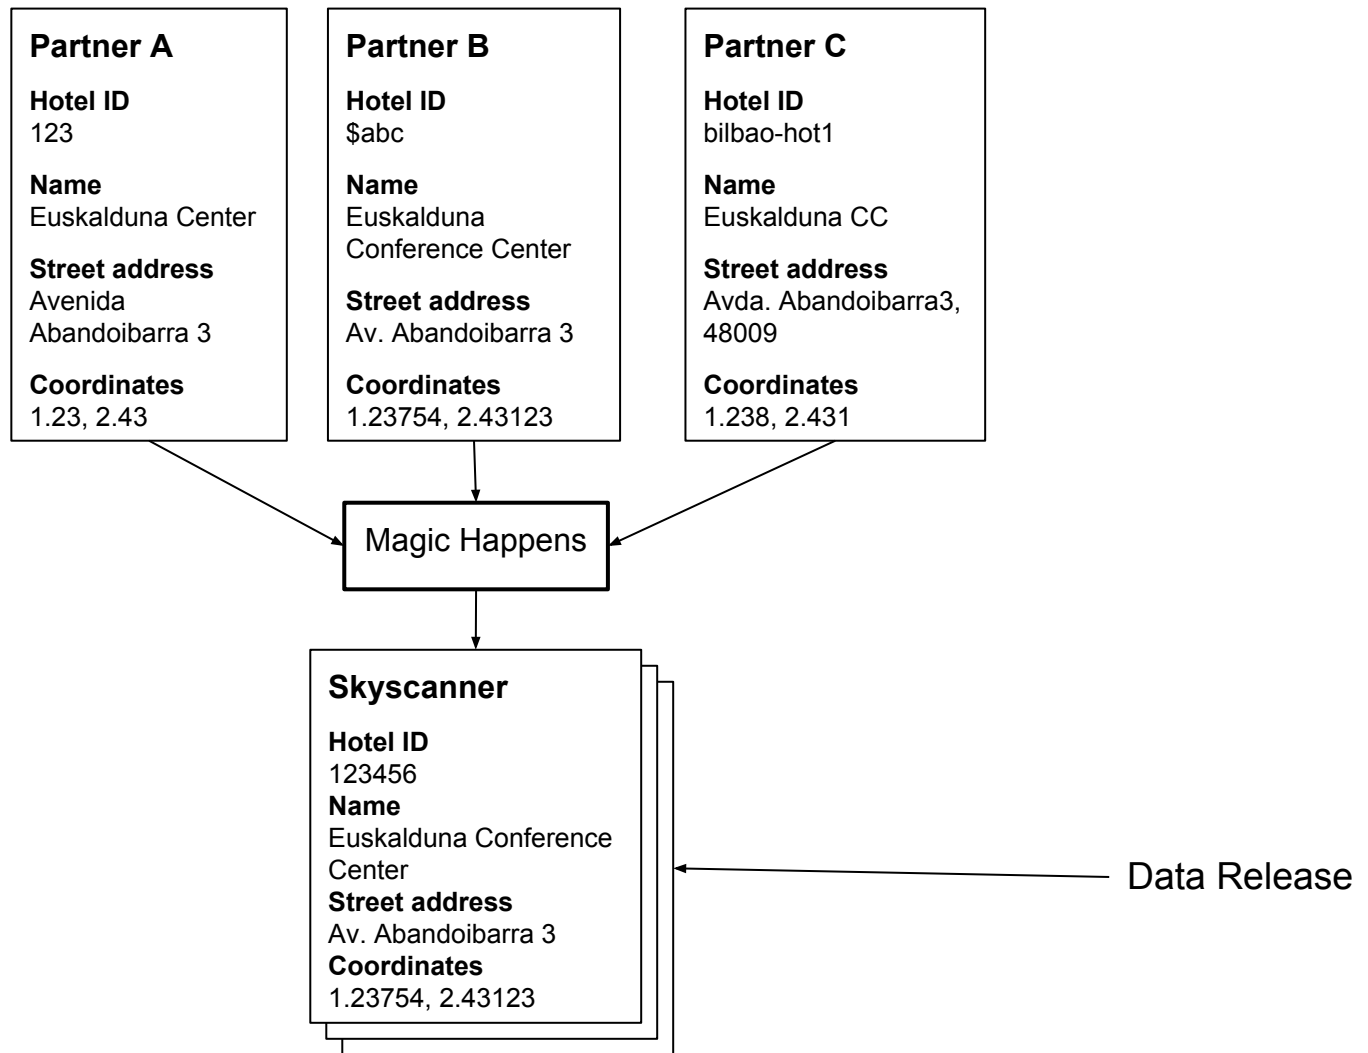 Partner A
Hotel ID
123
Name
Euskalduna Center
Street address
Avenida
Abandoibarra 3
Coordinates
1.23, 2.43
Partner B
Hotel ID
$abc
Name
Euskalduna
Conference Center
Street address
Av. Abandoibarra 3
Coordinates
1.23754, 2.43123
Partner C
Hotel ID
bilbao-hot1
Name
Euskalduna CC
Street address
Avda. Abandoibarra3,
48009
Coordinates
1.238, 2.431
Magic Happens
Skyscanner
Hotel ID
123456
Name
Euskalduna Conference
Center
Street address
Av. Abandoibarra 3
Coordinates
1.23754, 2.43123
Data Release